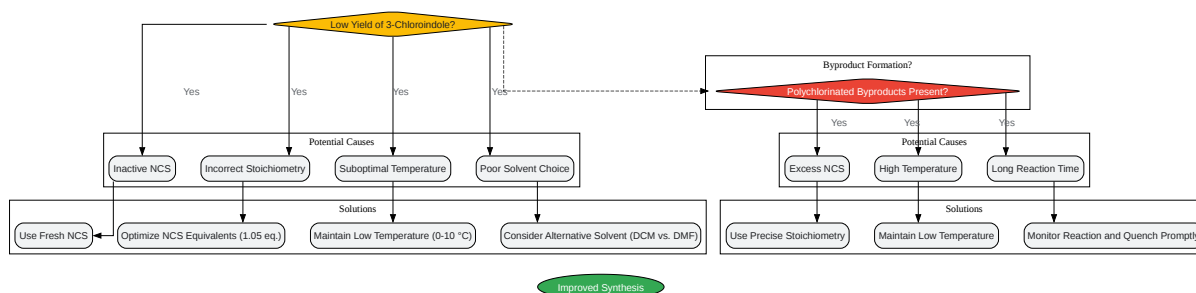 Low Yield of 3-Chloroindole?
Byproduct Formation?
Polychlorinated Byproducts Present?
Yes
Yes
Yes
Yes
Yes
Yes
Yes
Potential Causes
Potential Causes
Inactive NCS
Incorrect Stoichiometry
Suboptimal Temperature
Poor Solvent Choice
Excess NCS
High Temperature
Long Reaction Time
Solutions
Solutions
Use Fresh NCS
Optimize NCS Equivalents (1.05 eq.)
Maintain Low Temperature (0-10 °C)
Consider Alternative Solvent (DCM vs. DMF)
Use Precise Stoichiometry
Maintain Low Temperature
Monitor Reaction and Quench Promptly
Improved Synthesis